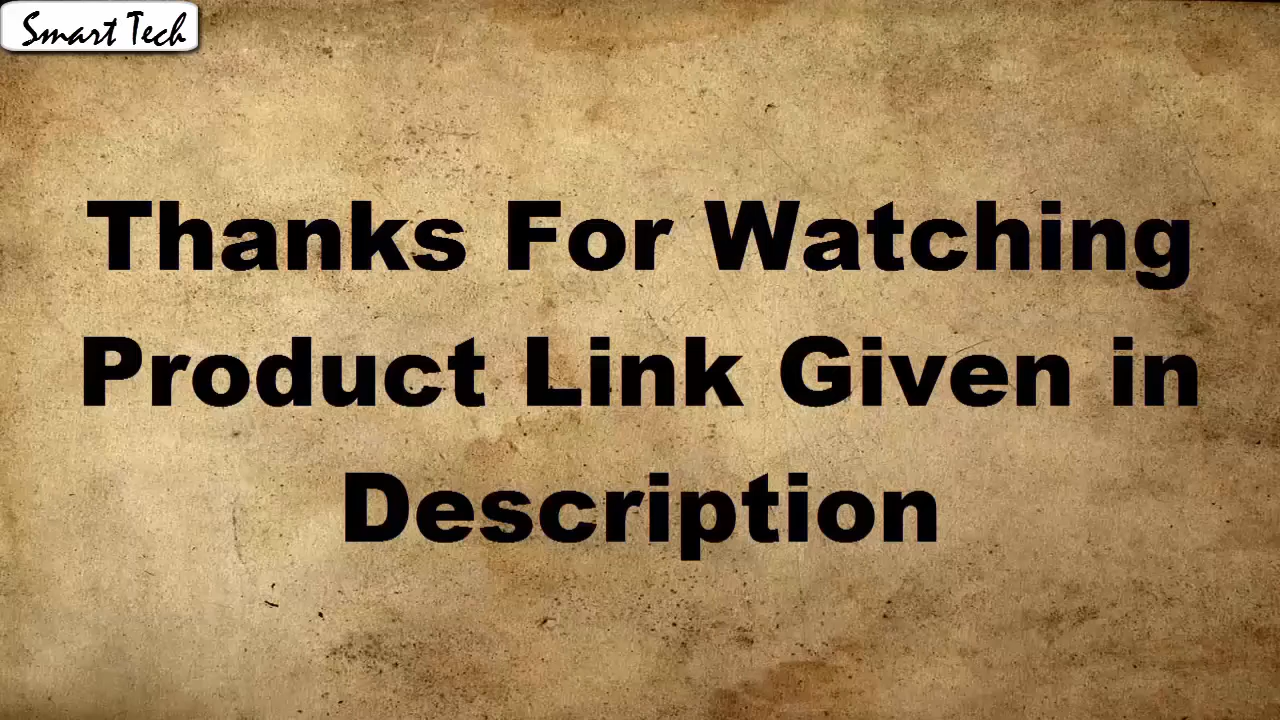 Smart Tech
Thanks For Watching
Product Link Given in
Description